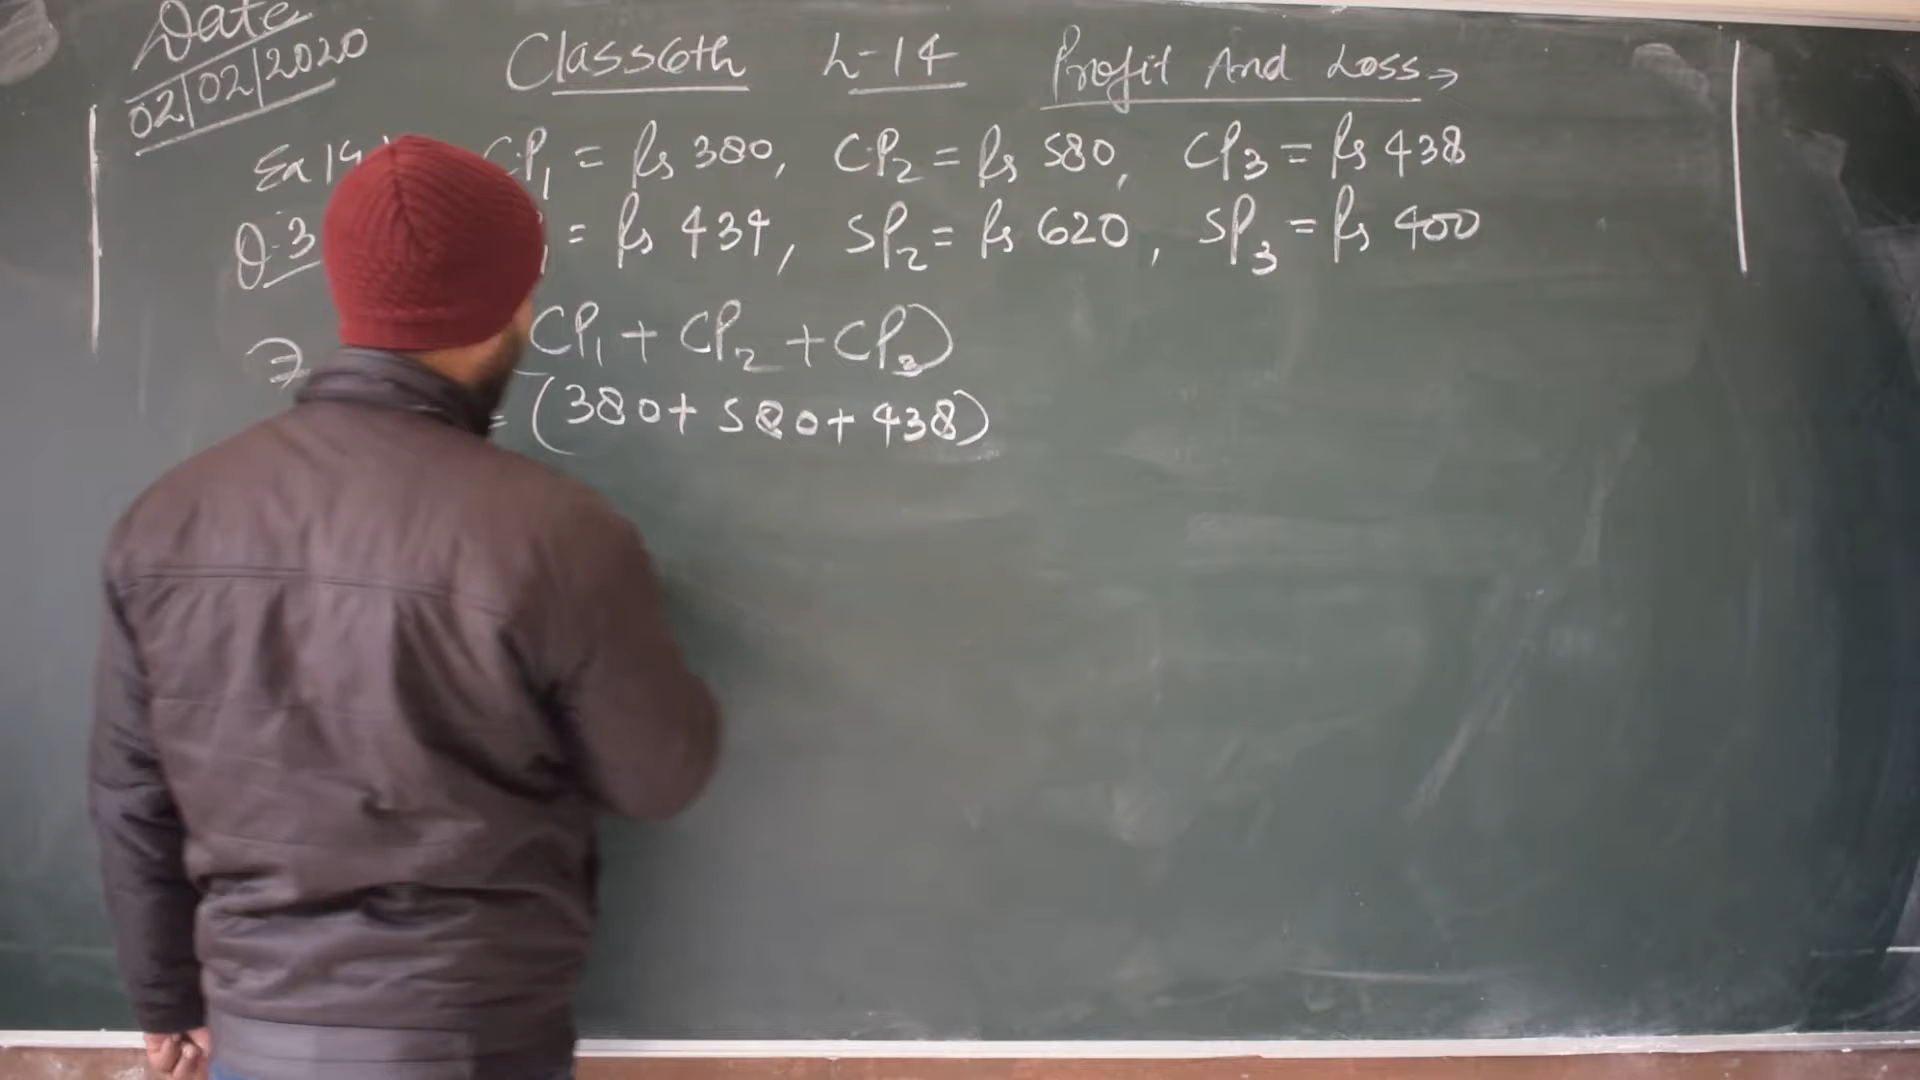 Date
02/02/2020
Class 6th L-14 Profit And Loss
Ex 14 CP₁ = Rs 380, CP₂ = Rs 580, CP₃ = Rs 438
Q.3 = Rs 434, SP₂ = Rs 620, SP₃ = Rs 400
CP₁ + CP₂ + CP₃)
= (380 + 580 + 438)